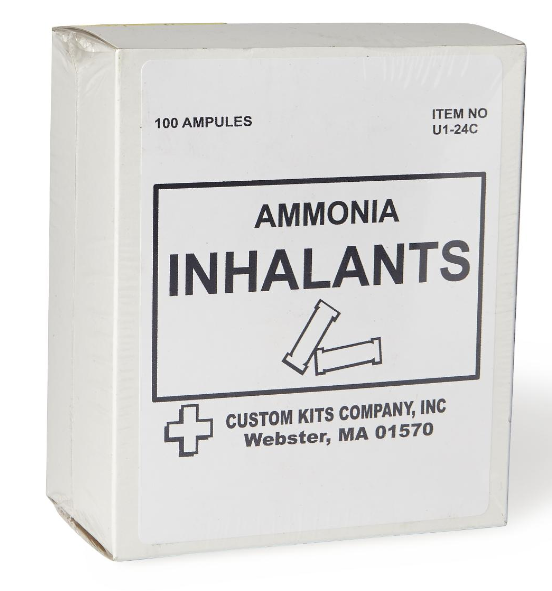 100 AMPULES
ITEM NO
U1-24C
AMMONIA
INHALANTS
CUSTOM KITS COMPANY, INC
Webster, MA 01570